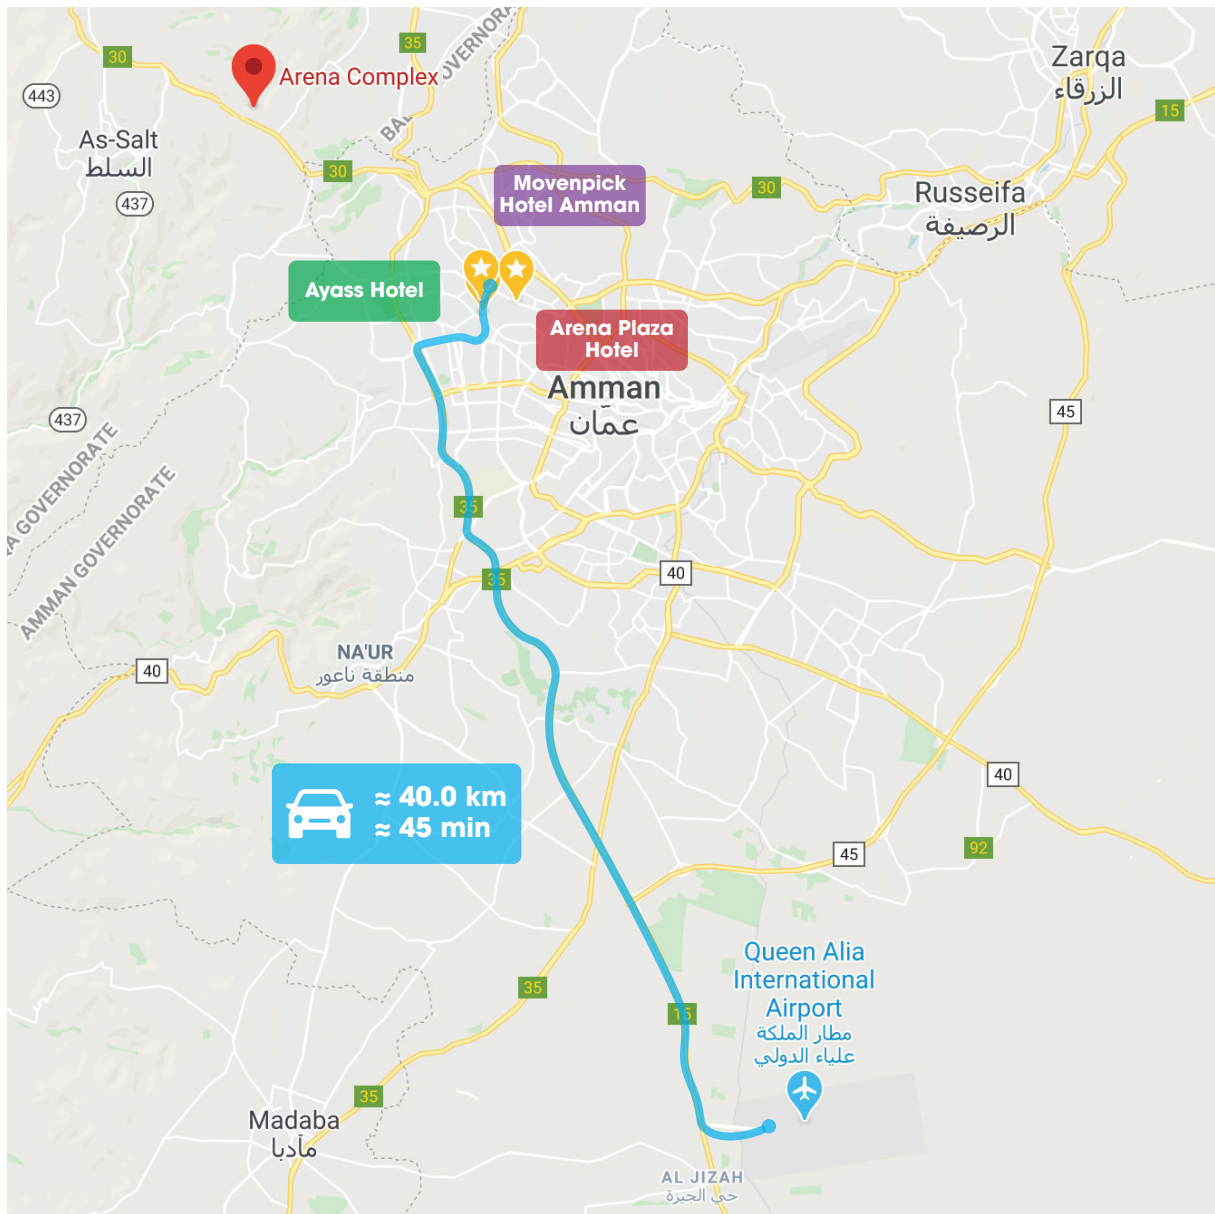 35
30
Arena Complex
Zarqa
الزرقاء
443
15
As-Salt
السلط
30
Movenpick
Hotel Amman
30
Russeifa
الرصيفة
437
Ayass Hotel
Arena Plaza
Hotel
Amman
عمّان
437
45
AMMAN GOVERNORATE
35
35
40
NA'UR
منطقة ناعور
40
≈ 40.0 km
≈ 45 min
40
45
92
Queen Alia
International
Airport
مطار الملكة
علياء الدولي
35
15
35
Madaba
مأدبا
AL JIZAH
حي الجيزة